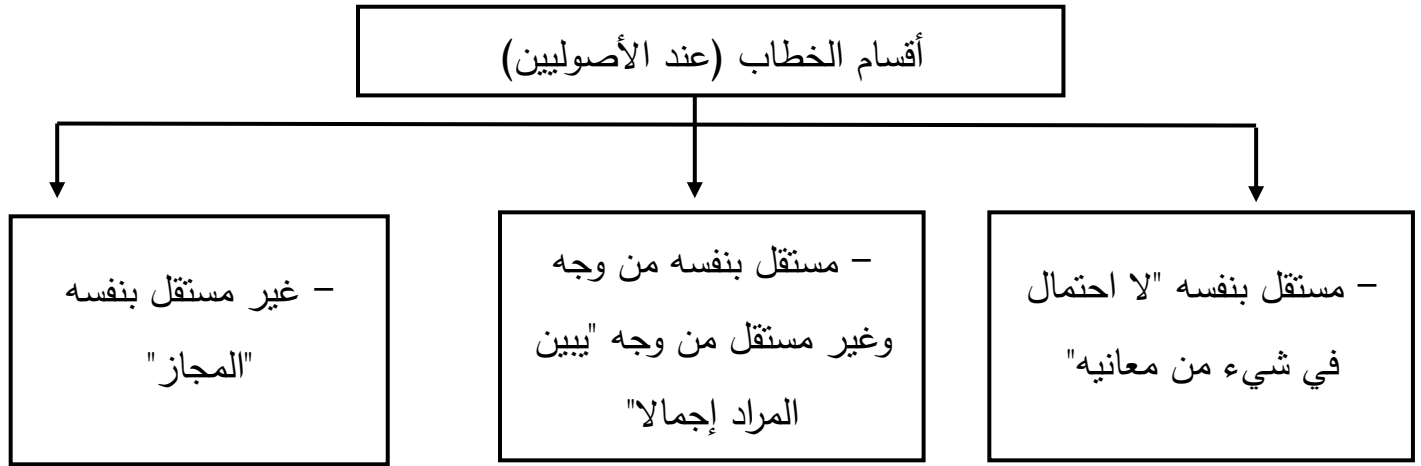 أقسام الخطاب (عند الأصوليين)
– مستقل بنفسه "لا احتمال
في شيء من معانيه"
– مستقل بنفسه من وجه
وغير مستقل من وجه "يبين
المراد إجمالا"
– غير مستقل بنفسه
"المجاز"